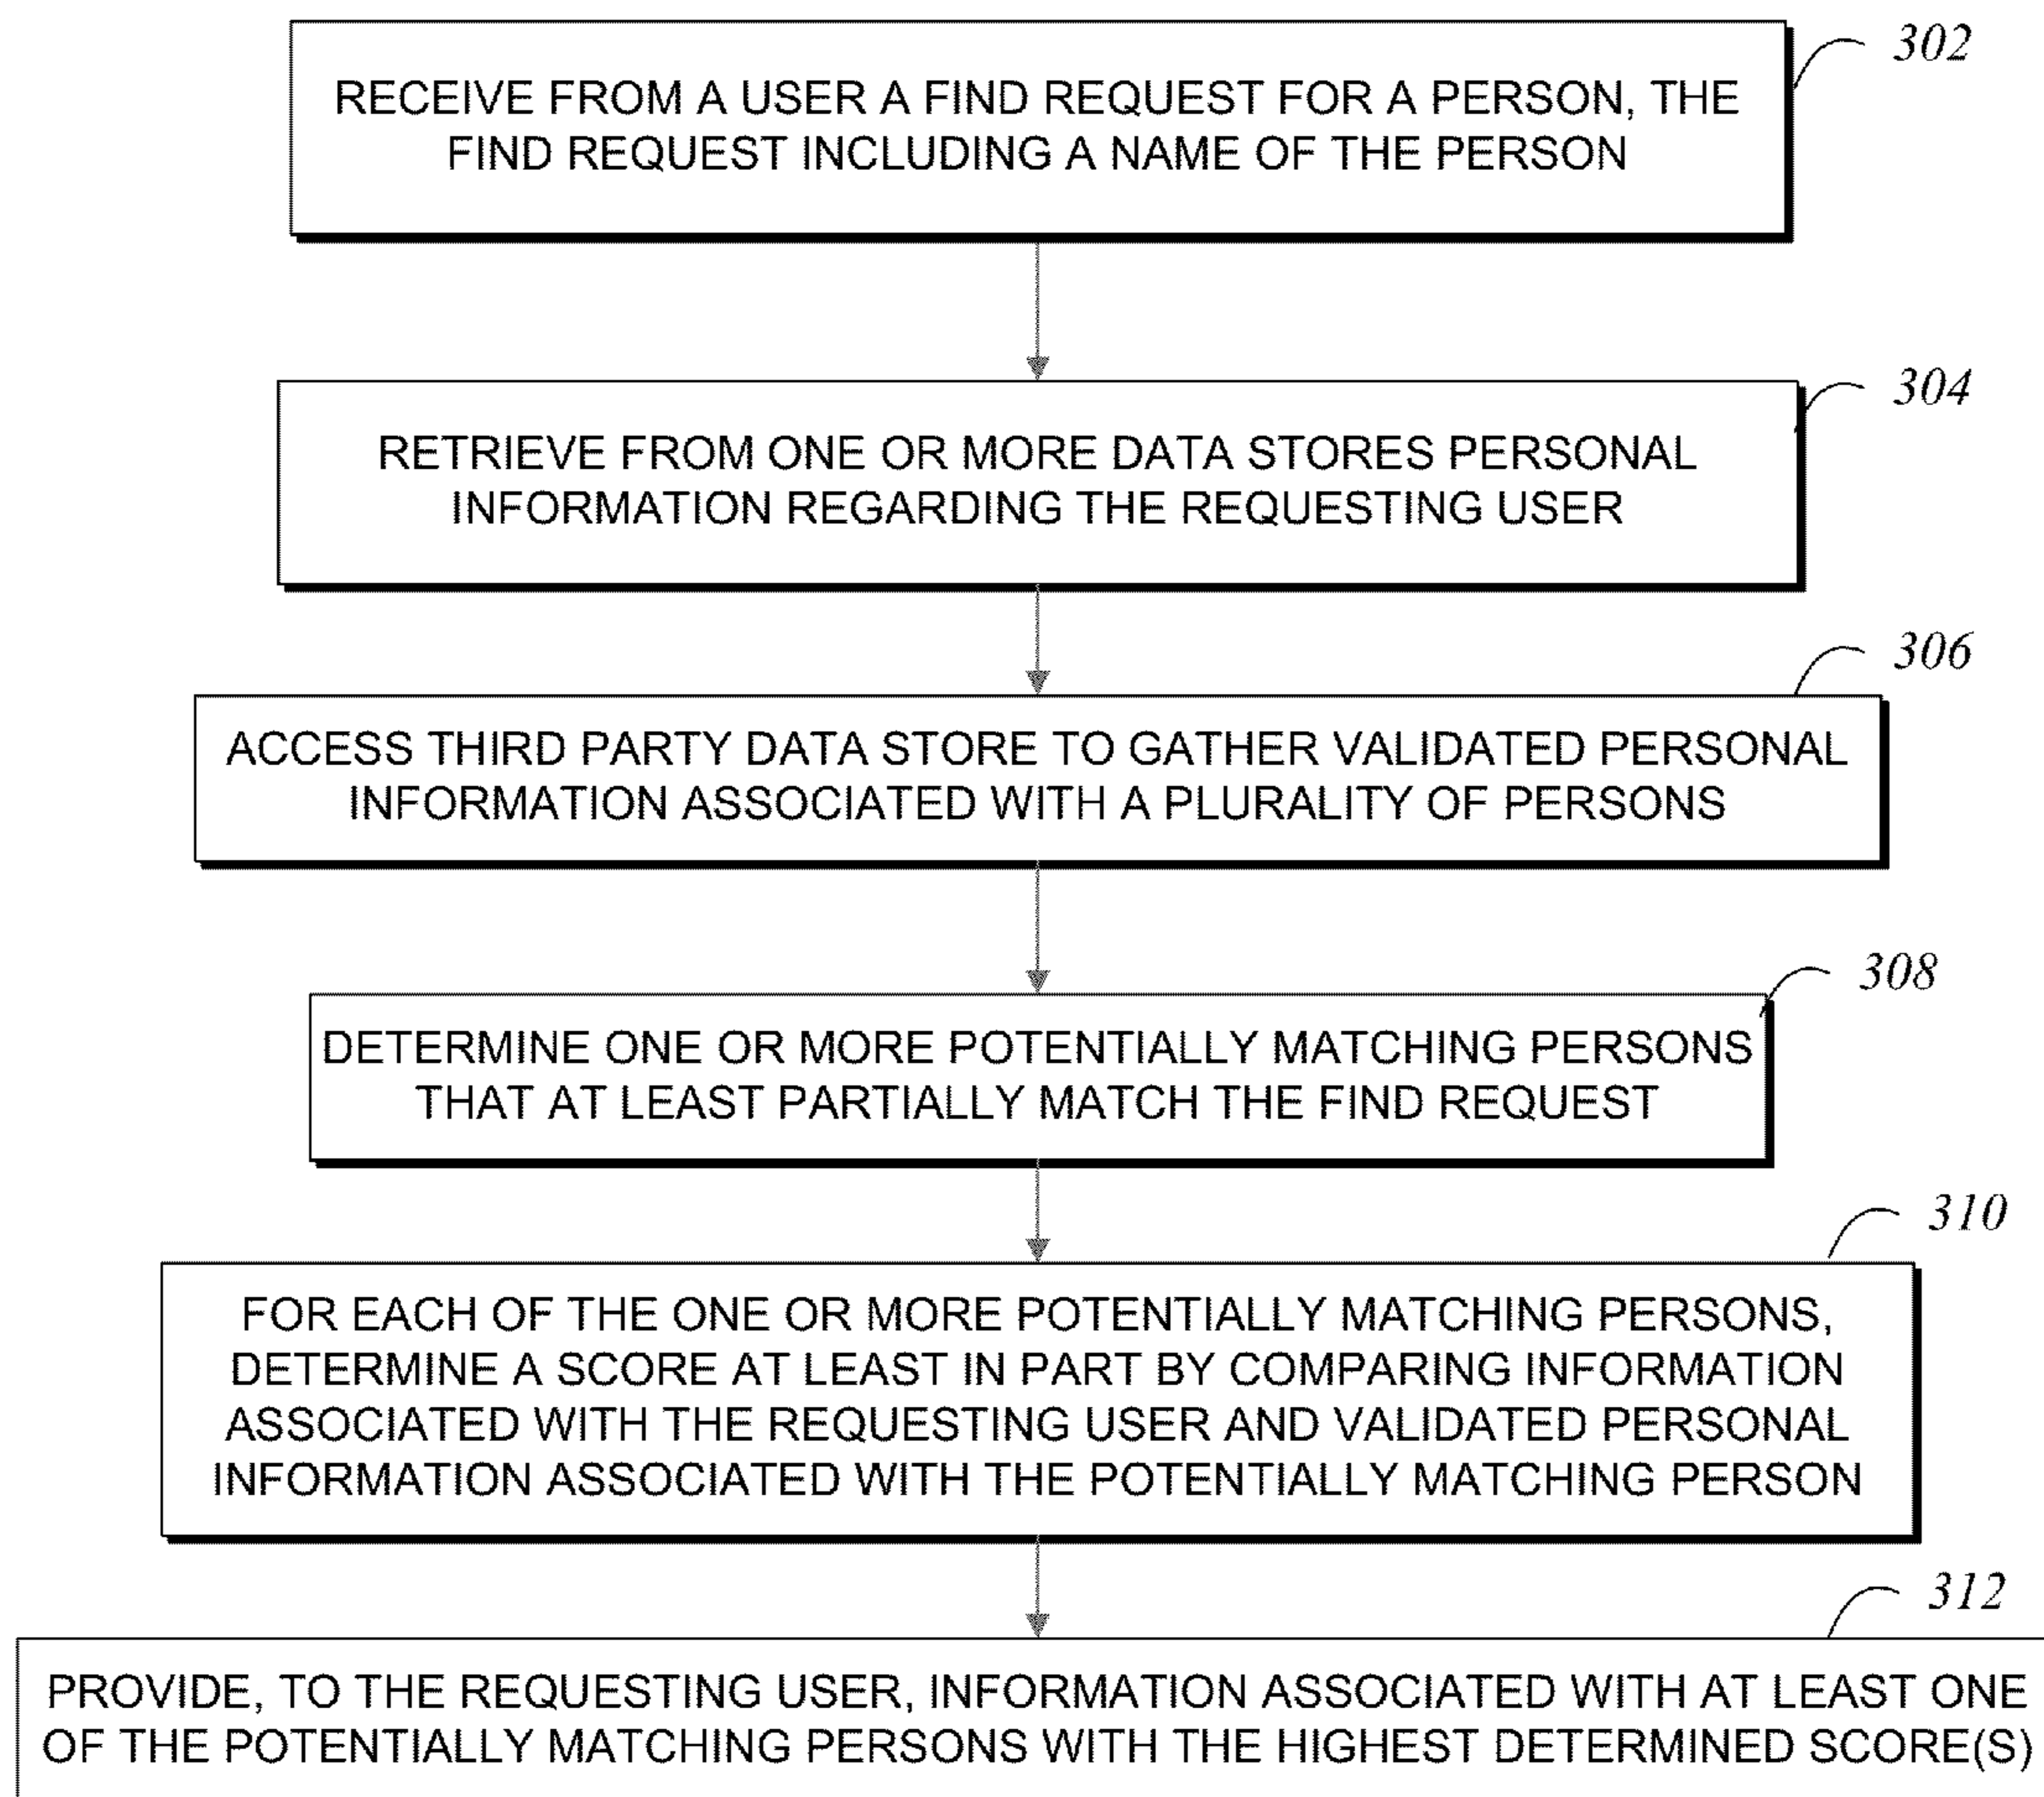 302
RECEIVE FROM A USER A FIND REQUEST FOR A PERSON, THE
FIND REQUEST INCLUDING A NAME OF THE PERSON
304
RETRIEVE FROM ONE OR MORE DATA STORES PERSONAL
INFORMATION REGARDING THE REQUESTING USER
306
ACCESS THIRD PARTY DATA STORE TO GATHER VALIDATED PERSONAL
INFORMATION ASSOCIATED WITH A PLURALITY OF PERSONS
308
DETERMINE ONE OR MORE POTENTIALLY MATCHING PERSONS
THAT AT LEAST PARTIALLY MATCH THE FIND REQUEST
310
FOR EACH OF THE ONE OR MORE POTENTIALLY MATCHING PERSONS,
DETERMINE A SCORE AT LEAST IN PART BY COMPARING INFORMATION
ASSOCIATED WITH THE REQUESTING USER AND VALIDATED PERSONAL
INFORMATION ASSOCIATED WITH THE POTENTIALLY MATCHING PERSON
312
PROVIDE, TO THE REQUESTING USER, INFORMATION ASSOCIATED WITH AT LEAST ONE
OF THE POTENTIALLY MATCHING PERSONS WITH THE HIGHEST DETERMINED SCORE(S)